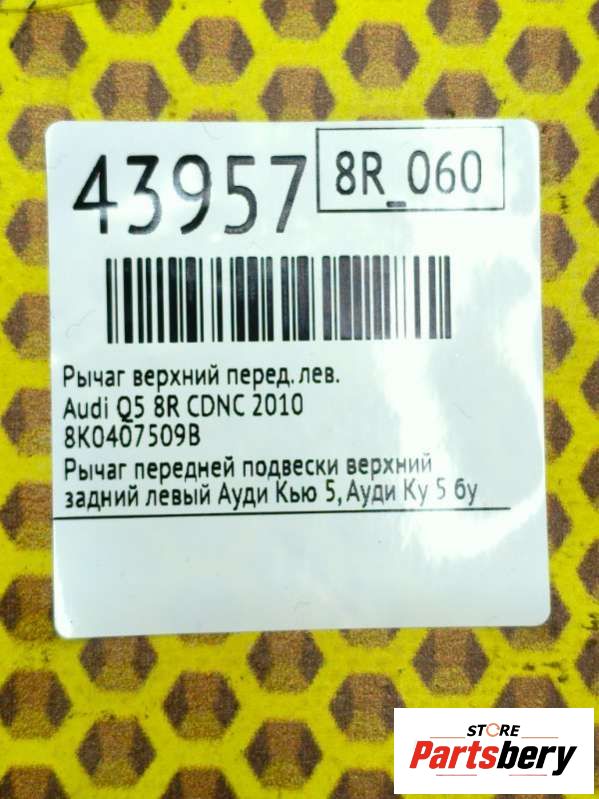 43957
8R_060
Рычаг верхний перед.лев.
Audi Q5 8R CDNC 2010
8K0407509B
Рычаг передней подвески верхний
задний левый Ауди Кью 5,Ауди Ку 5 бу
STORE
Partsbery